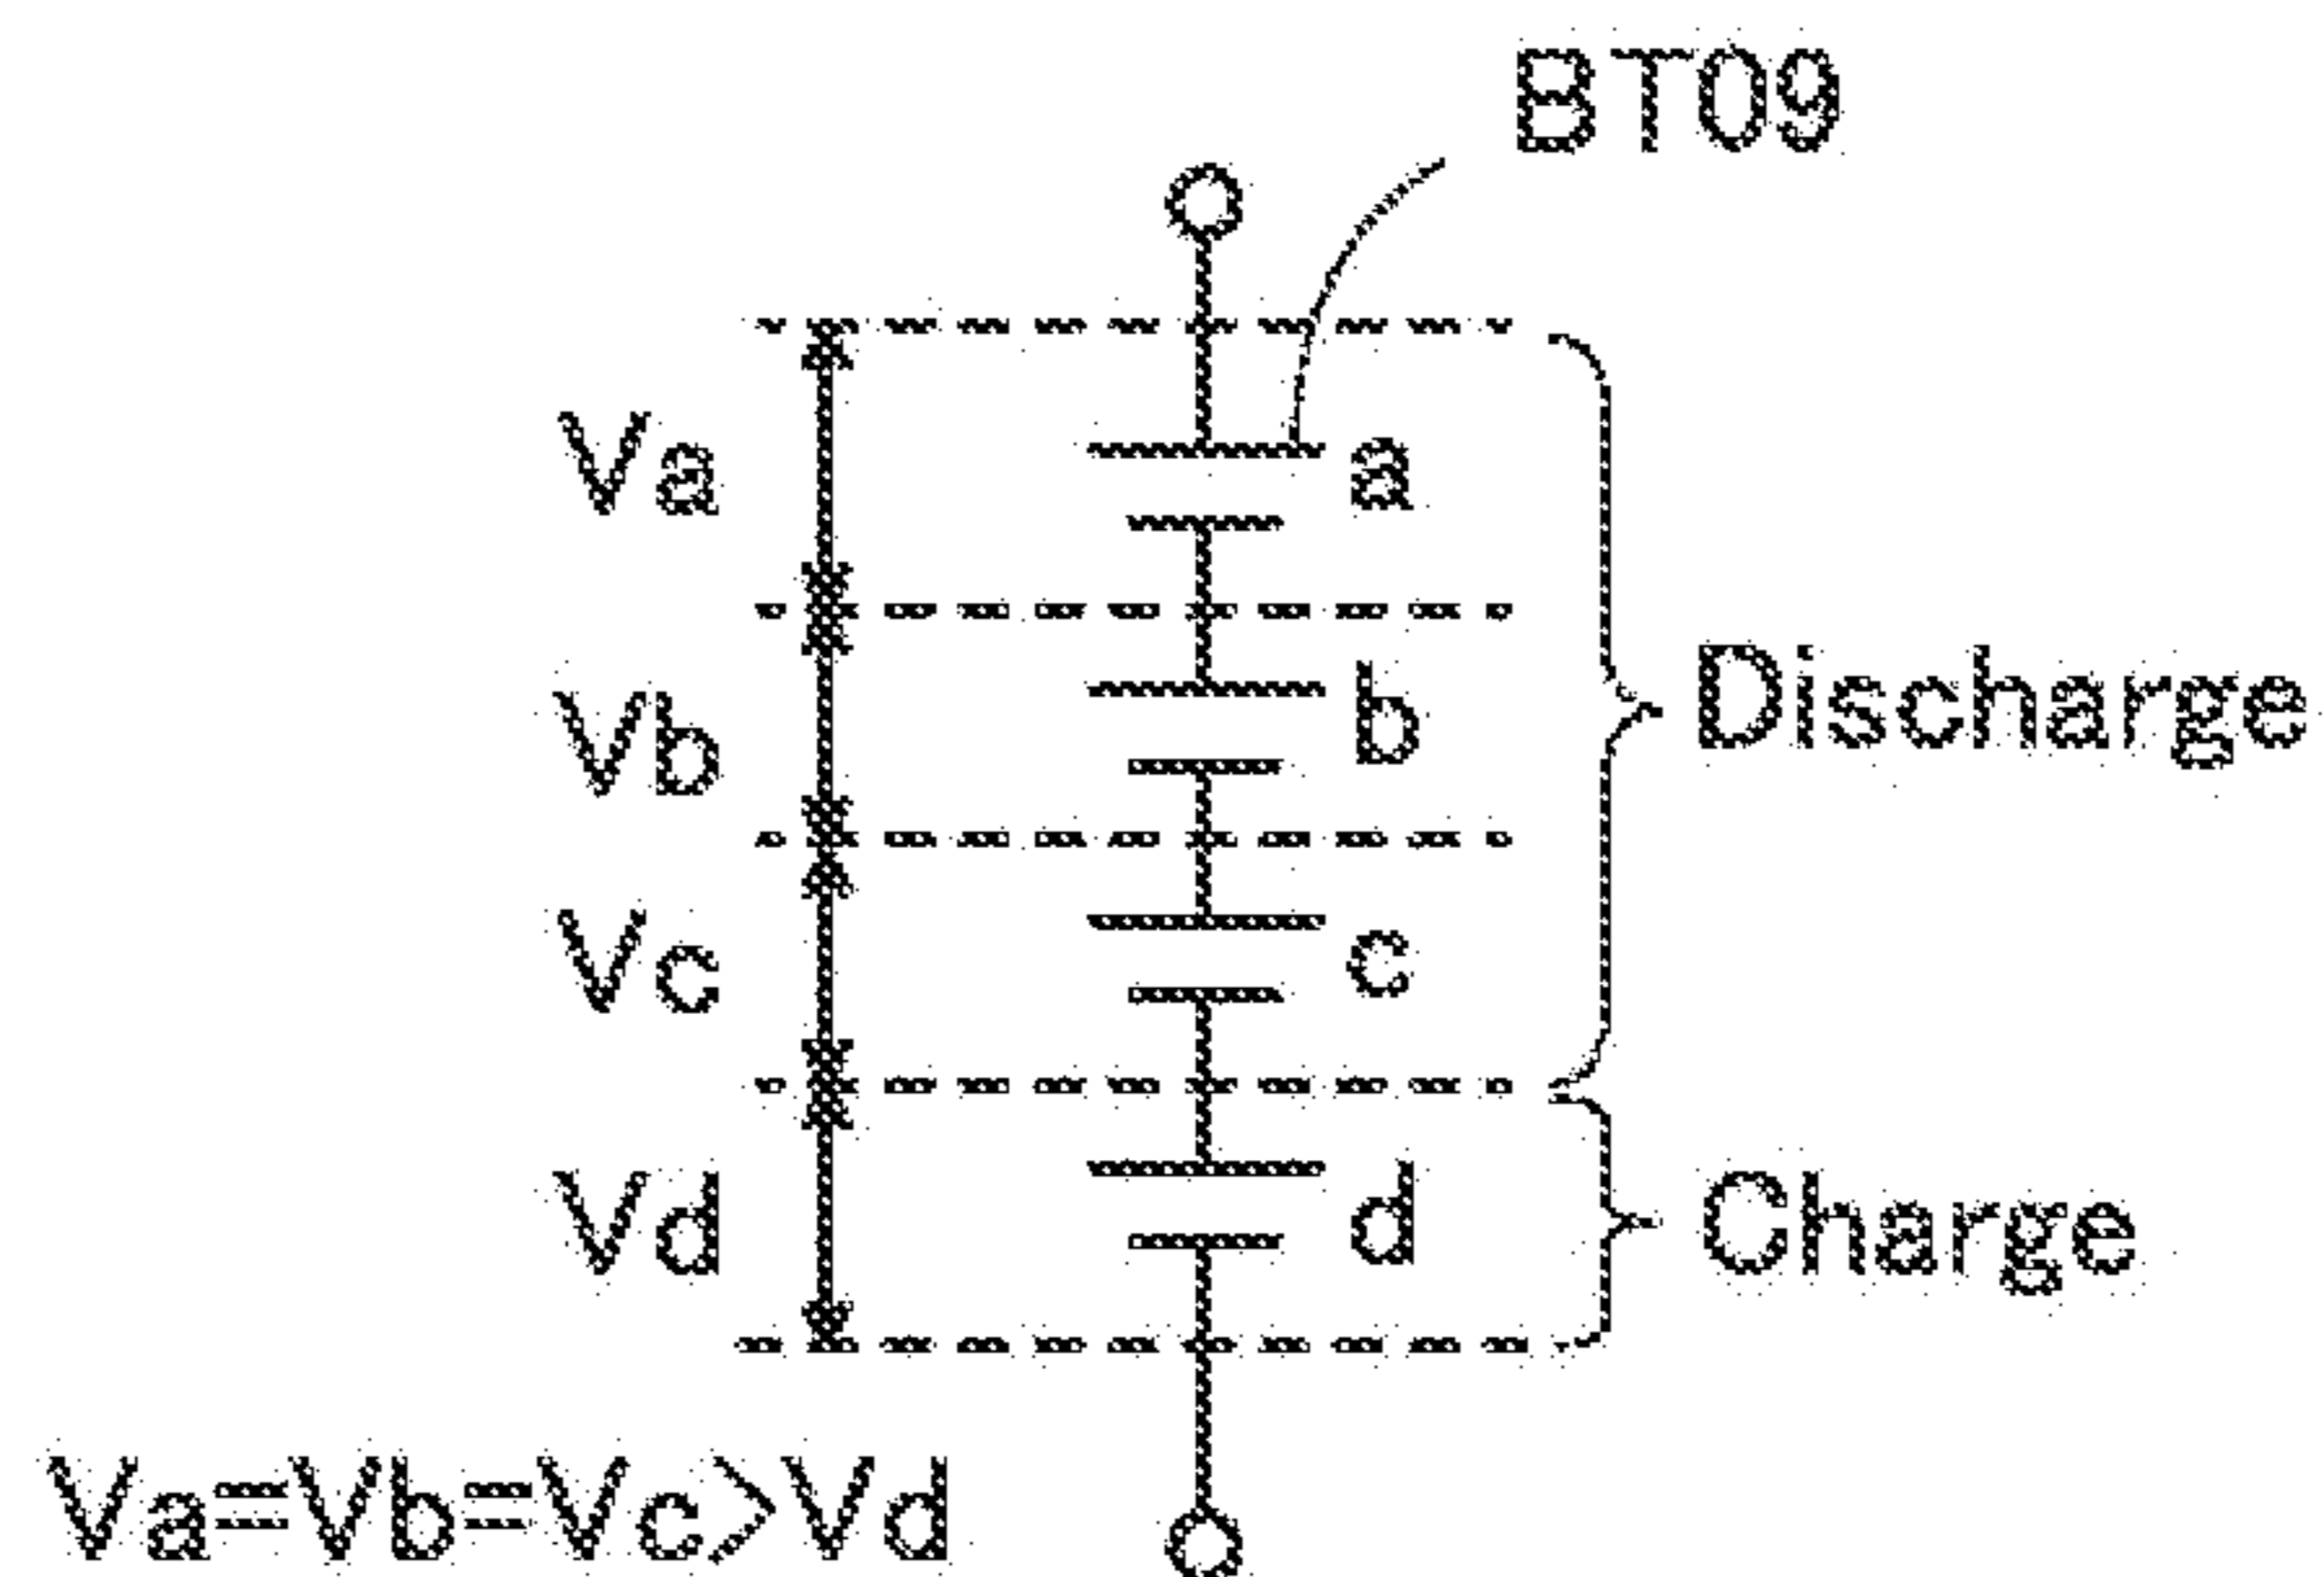 BT09
Va
a
Vb
b
Discharge
Vc
c
Vd
d
Charge
Va=Vb=Vc>Vd